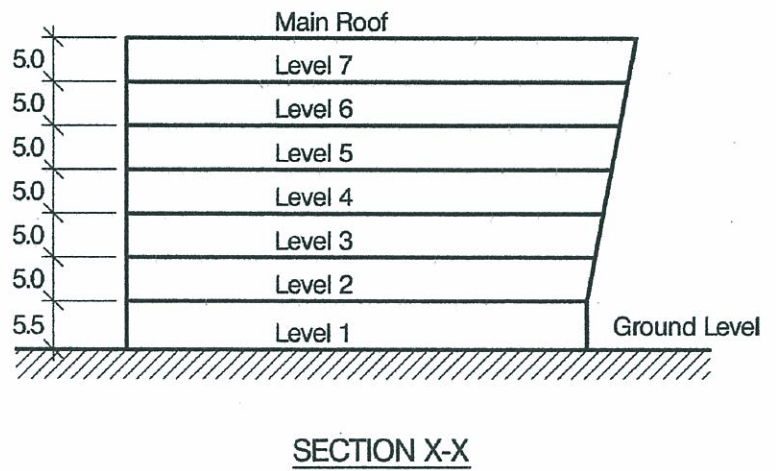 Main Roof
5.0 Level 7
5.0 Level 6
5.0 Level 5
5.0 Level 4
5.0 Level 3
5.0 Level 2
5.5 Level 1 Ground Level
SECTION X-X